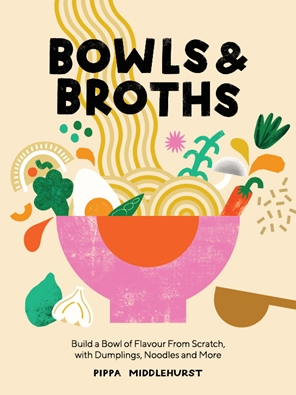 BOWLS &
BROTHS
Build a Bowl of Flavour From Scratch,
with Dumplings, Noodles and More
PIPPA MIDDLEHURST